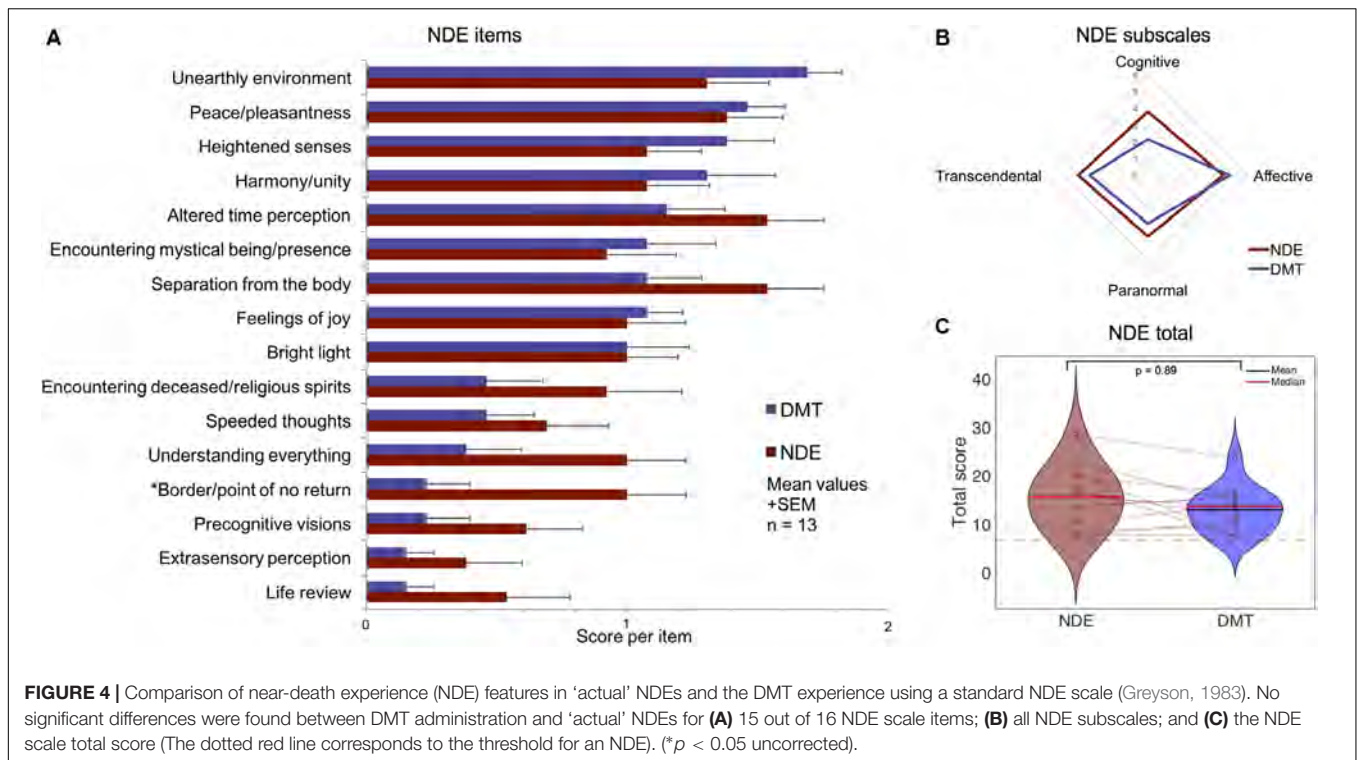 A
NDE items
Unearthly environment
Peace/pleasantness
Heightened senses
Harmony/unity
Altered time perception
Encountering mystical being/presence
Separation from the body
Feelings of joy
Bright light
Encountering deceased/religious spirits
Speeded thoughts
Understanding everything
*Border/point of no return
Precognitive visions
Extrasensory perception
Life review
DMT
NDE
Mean values
+SEM
n = 13
0 1 2
Score per item
B
NDE subscales
Cognitive
Transcendental
Affective
Paranormal
NDE
DMT
C
NDE total
p = 0.89
Mean
Median
Total score
40
30
20
10
0
NDE DMT
FIGURE 4 | Comparison of near-death experience (NDE) features in ‘actual’ NDEs and the DMT experience using a standard NDE scale (Greyson, 1983). No
significant differences were found between DMT administration and ‘actual’ NDEs for (A) 15 out of 16 NDE scale items; (B) all NDE subscales; and (C) the NDE
scale total score (The dotted red line corresponds to the threshold for an NDE). (*p < 0.05 uncorrected).